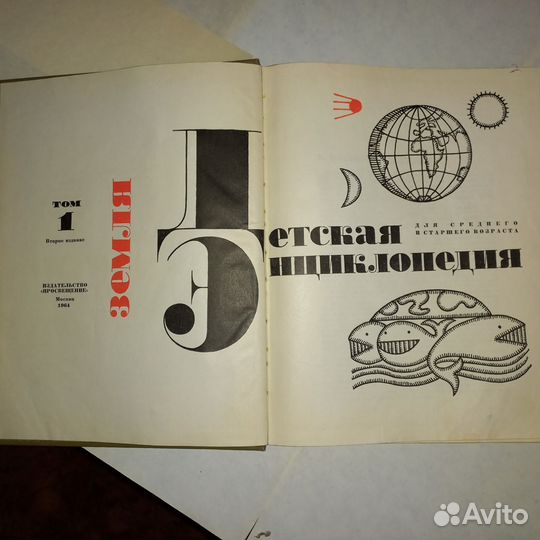 ТОМ
1
Второе издание
ИЗДАТЕЛЬСТВО
«ПРОСВЕЩЕНИЕ»
Москва
1964
ЗЕМЛЯ
Детская
Энциклопедия
ДЛЯ СРЕДНЕГО
И СТАРШЕГО ВОЗРАСТА
Avito